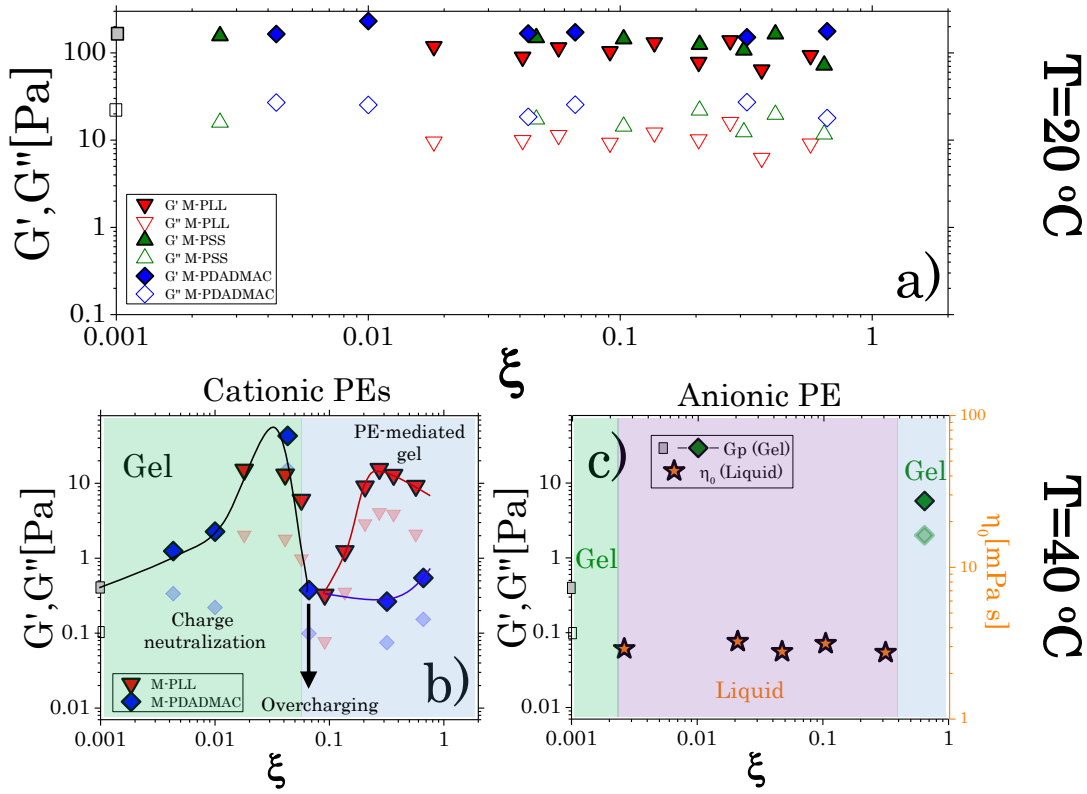 100
10
1
0.1
G',G"[Pa]
G' M-PLL
G" M-PLL
G' M-PSS
G" M-PSS
G' M-PDADMAC
G" M-PDADMAC
a)
0.001
0.01
0.1
1
ξ
T=20 ºC
Cationic PEs
10
1
0.1
0.01
G',G"[Pa]
Gel
PE-mediated
gel
Charge
neutralization
Overcharging
M-PLL
M-PDADMAC
b)
0.001
0.01
0.1
1
ξ
Anionic PE
10
1
0.1
0.01
G',G"[Pa]
c)
Gp (Gel)
η₀ (Liquid)
Gel
Liquid
Gel
100
10
1
η₀[mPa s]
0.001
0.01
0.1
1
ξ
T=40 ºC